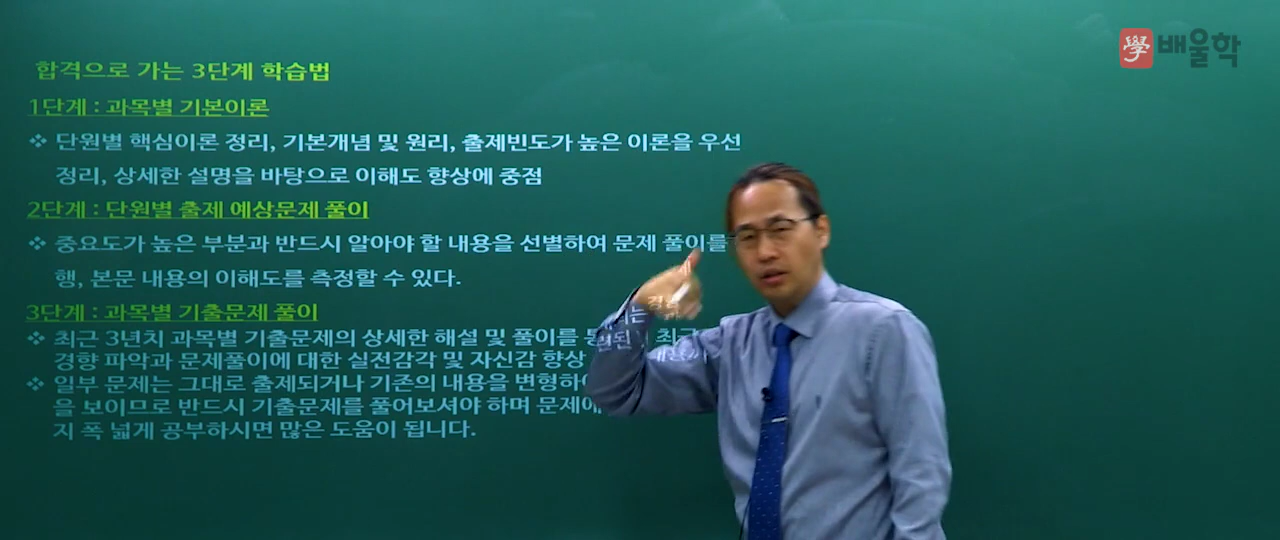 學 배울학
합격으로 가는 3단계 학습법
1단계 : 과목별 기본이론
❖ 단원별 핵심이론 정리, 기본개념 및 원리, 출제빈도가 높은 이론을 우선
정리, 상세한 설명을 바탕으로 이해도 향상에 중점
2단계 : 단원별 출제 예상문제 풀이
❖ 중요도가 높은 부분과 반드시 알아야 할 내용을 선별하여 문제 풀이를
행, 본문 내용의 이해도를 측정할 수 있다.
3단계 : 과목별 기출문제 풀이
❖ 최근 3년치 과목별 기출문제의 상세한 해설 및 풀이를 최근
경향 파악과 문제풀이에 대한 실전감각 및 자신감 향상
❖ 일부 문제는 그대로 출제되거나 기존의 내용을
을 보이므로 반드시 기출문제를 풀어보셔야 하며
지 폭 넓게 공부하시면 많은 도움이 됩니다.